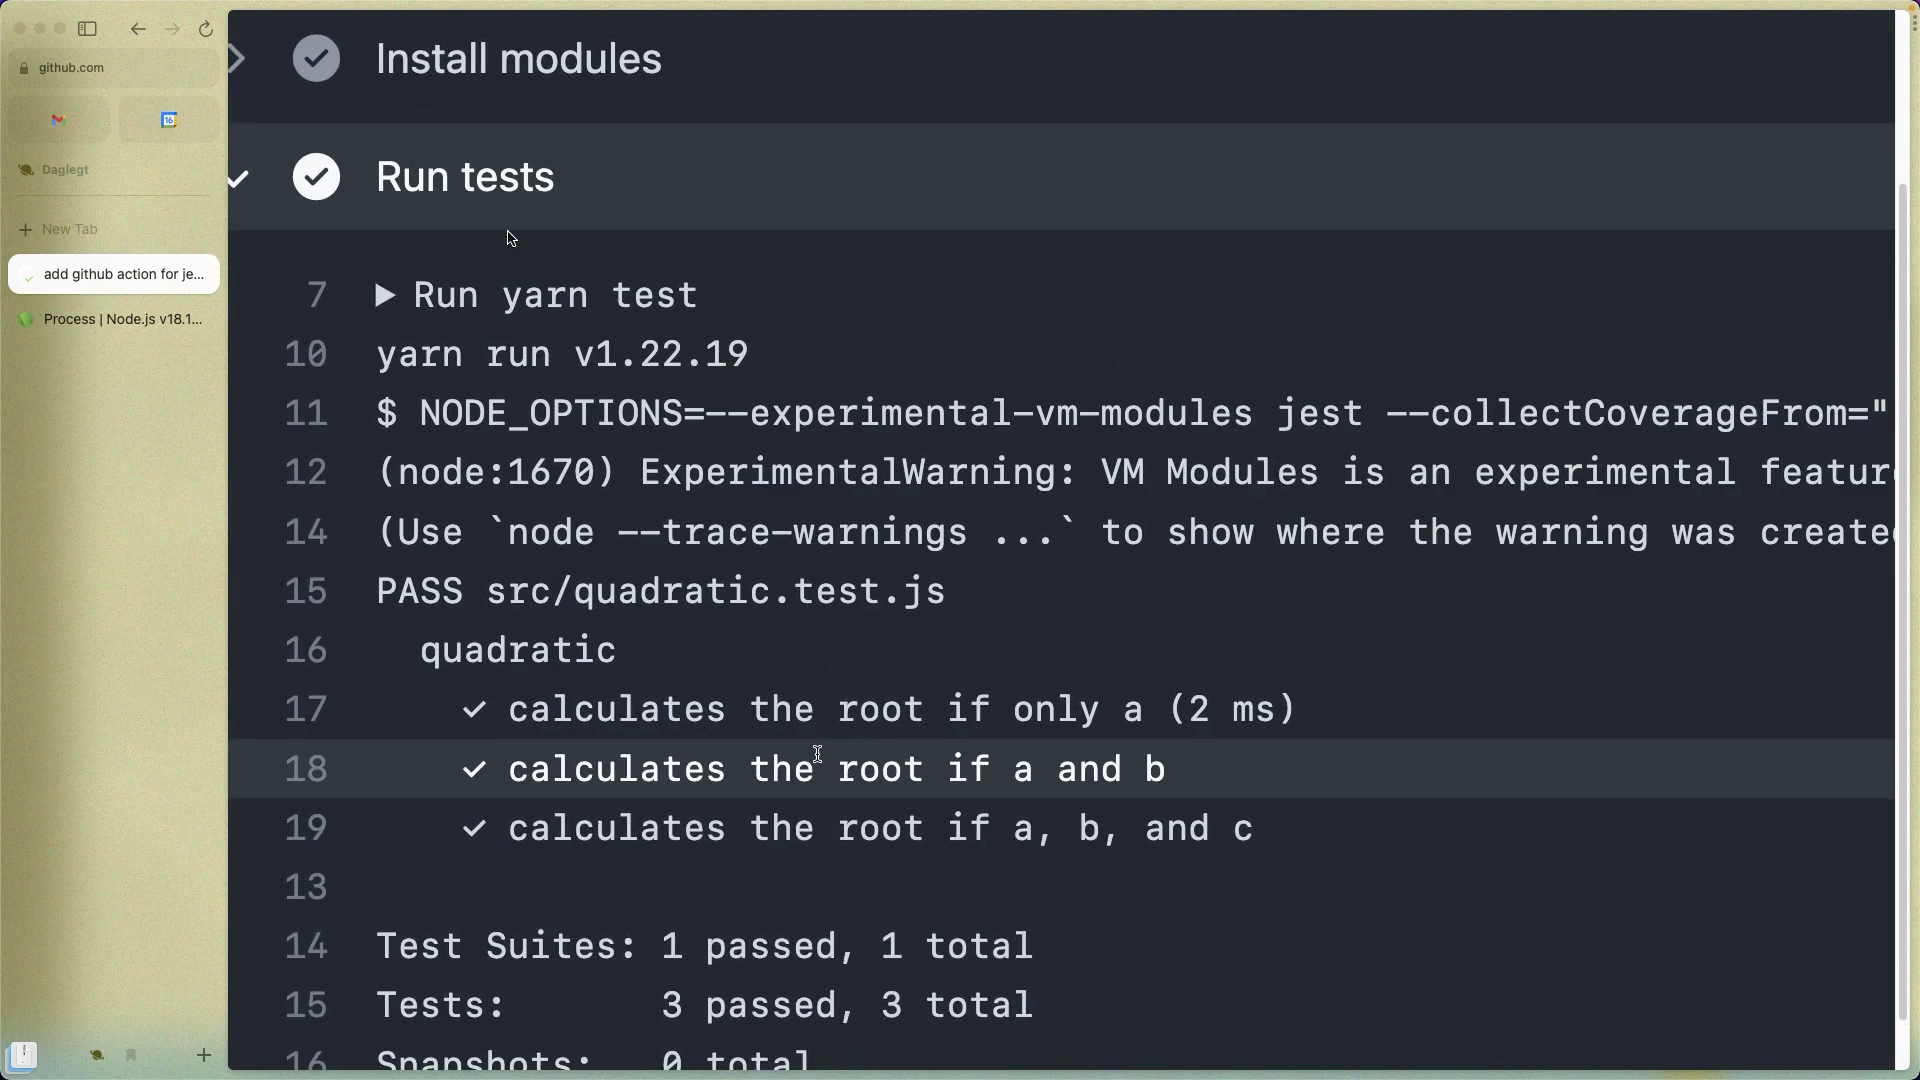 github.com
16
Daglegt
New Tab
add github action for je...
Process | Node.js v18.1...
Install modules
Run tests
7 ▶ Run yarn test
10 yarn run v1.22.19
11 $ NODE_OPTIONS=--experimental-vm-modules jest --collectCoverageFrom="
12 (node:1670) ExperimentalWarning: VM Modules is an experimental featur
14 (Use `node --trace-warnings ...` to show where the warning was create
15 PASS src/quadratic.test.js
16 quadratic
17 ✓ calculates the root if only a (2 ms)
18 ✓ calculates the root if a and b
19 ✓ calculates the root if a, b, and c
13
14 Test Suites: 1 passed, 1 total
15 Tests: 3 passed, 3 total
16 Snapshots: 0 total